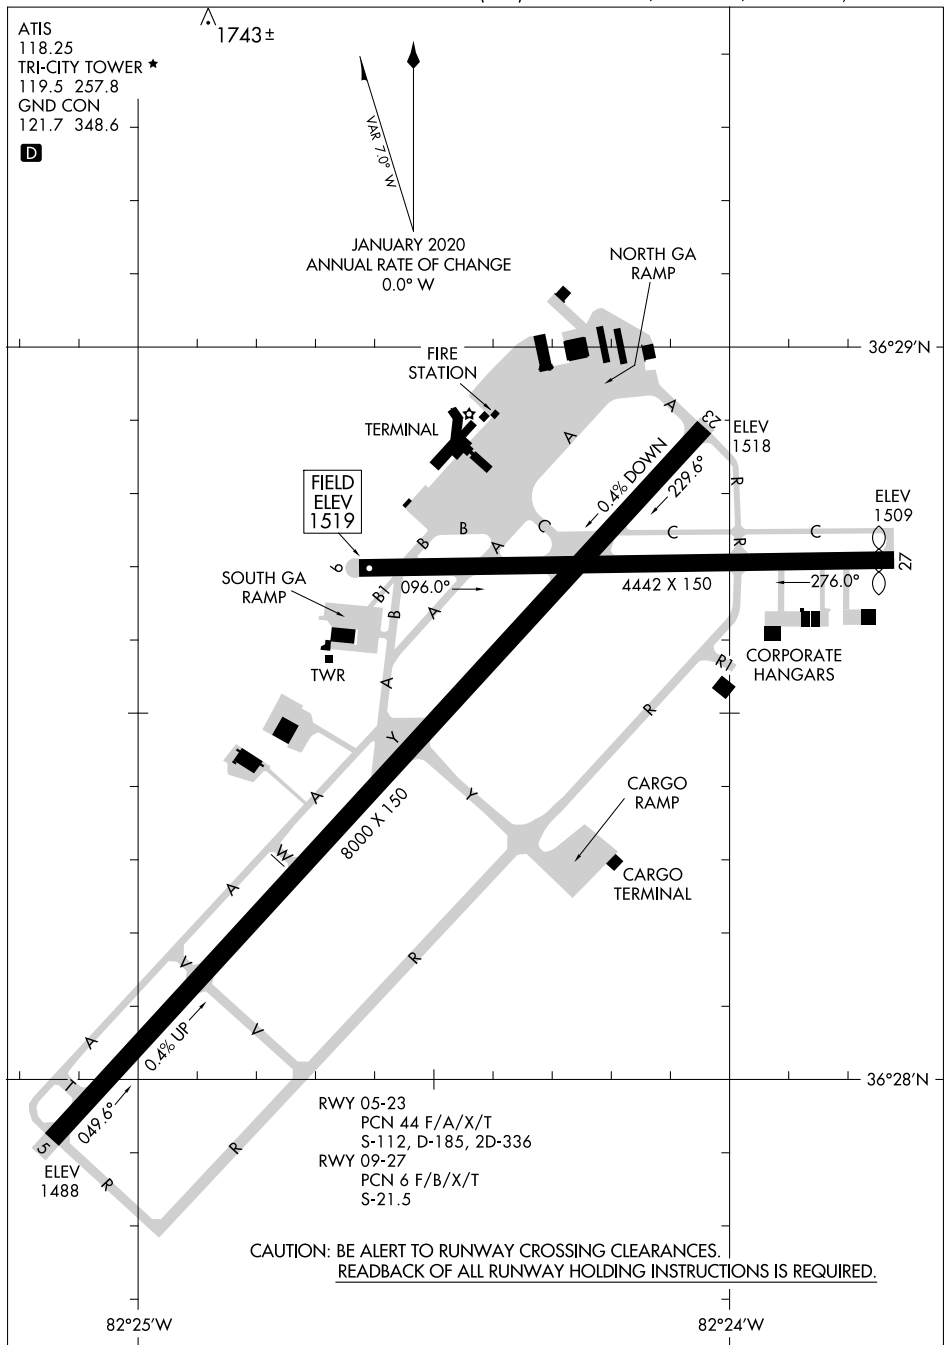 ATIS
118.25
TRI-CITY TOWER ★
119.5 257.8
GND CON
121.7 348.6
D
1743±
VAR 7.0° W
JANUARY 2020
ANNUAL RATE OF CHANGE
0.0° W
NORTH GA
RAMP
36°29'N
FIRE
STATION
TERMINAL
A
23
ELEV
1518
A
0.4% DOWN
229.6°
R
FIELD
ELEV
1519
ELEV
1509
B
B
A
C
C
R
C
9
096.0°
4442 X 150
276.0°
27
SOUTH GA
RAMP
B1
B
A
TWR
R1
CORPORATE
HANGARS
A
R
Y
A
Y
8000 X 150
CARGO
RAMP
W
A
CARGO
TERMINAL
V
R
V
A
0.4% UP
T
049.6°
36°28'N
5
R
R
ELEV
1488
RWY 05-23
PCN 44 F/A/X/T
S-112, D-185, 2D-336
RWY 09-27
PCN 6 F/B/X/T
S-21.5
CAUTION: BE ALERT TO RUNWAY CROSSING CLEARANCES.
READBACK OF ALL RUNWAY HOLDING INSTRUCTIONS IS REQUIRED.
82°25'W
82°24'W